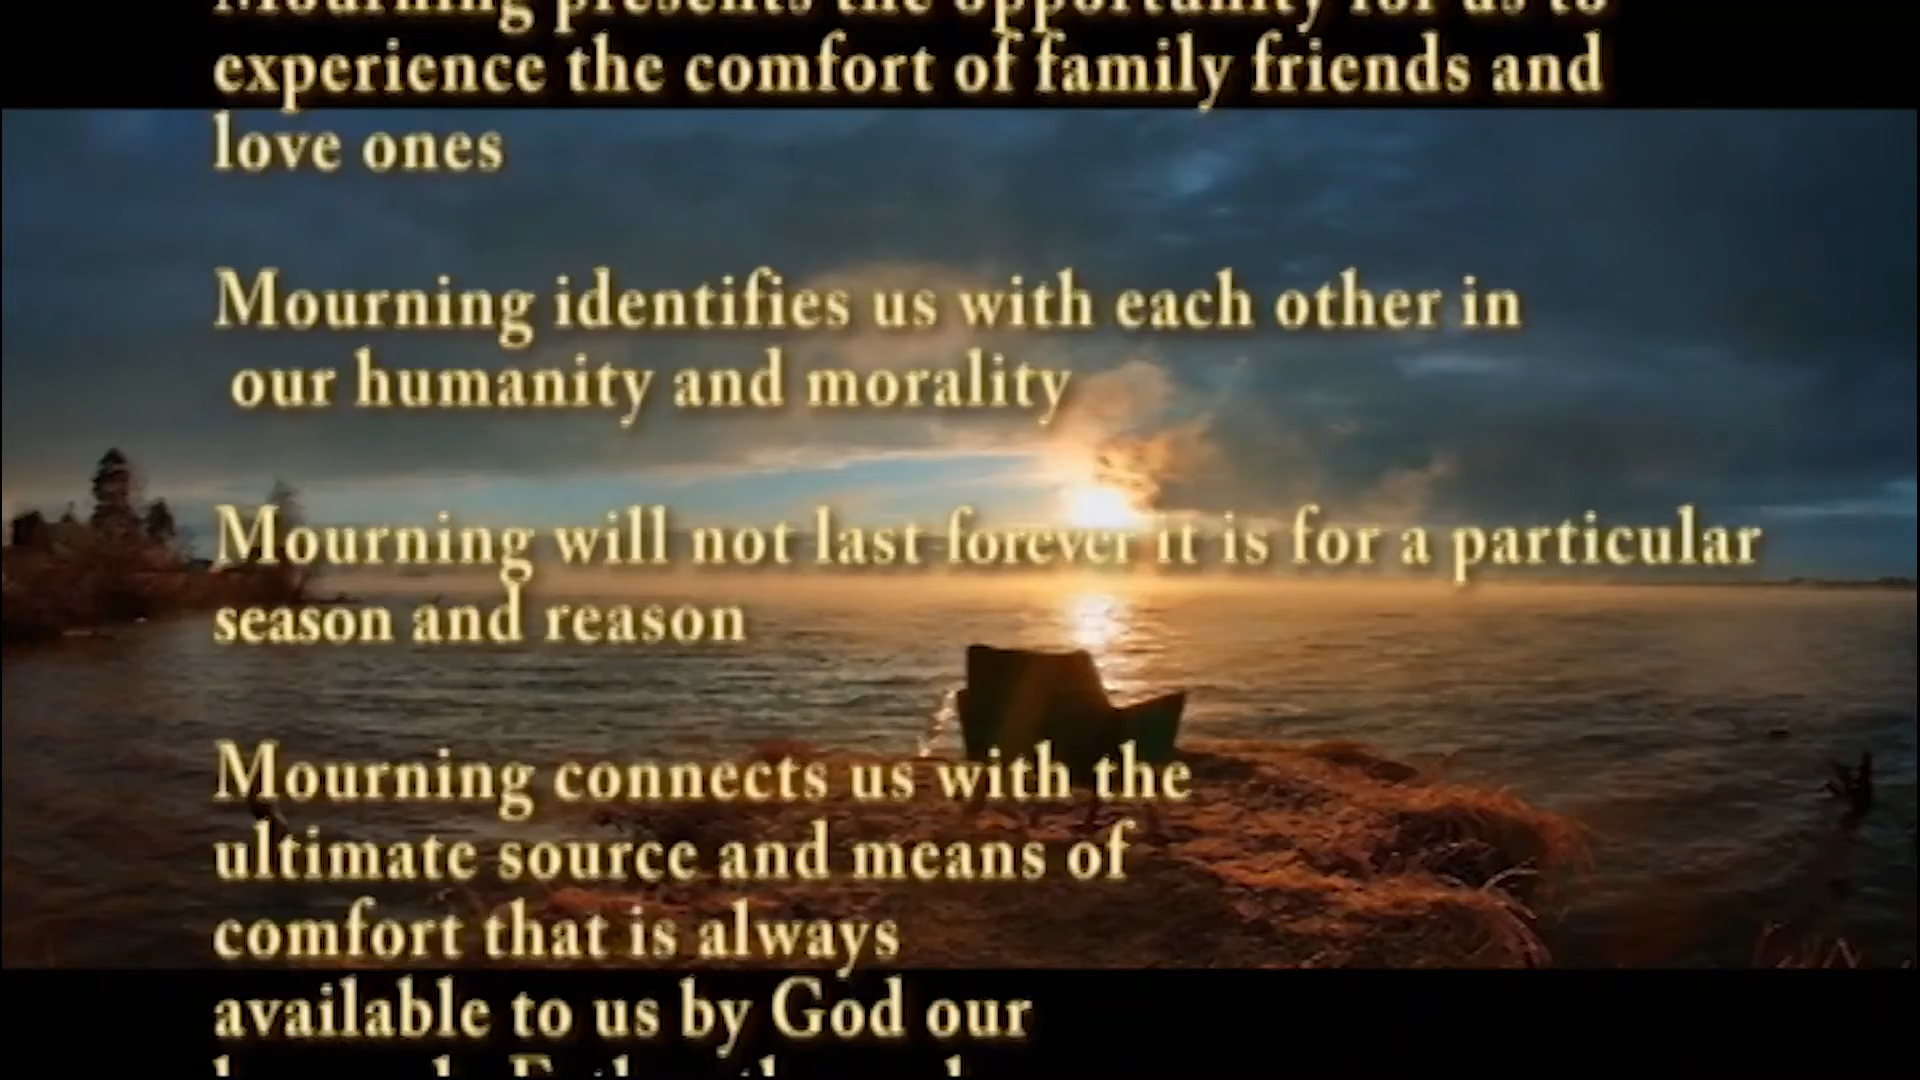 Mourning presents the opportunity for us to
experience the comfort of family friends and
love ones
Mourning identifies us with each other in
our humanity and morality
Mourning will not last forever it is for a particular
season and reason
Mourning connects us with the
ultimate source and means of
comfort that is always
available to us by God our